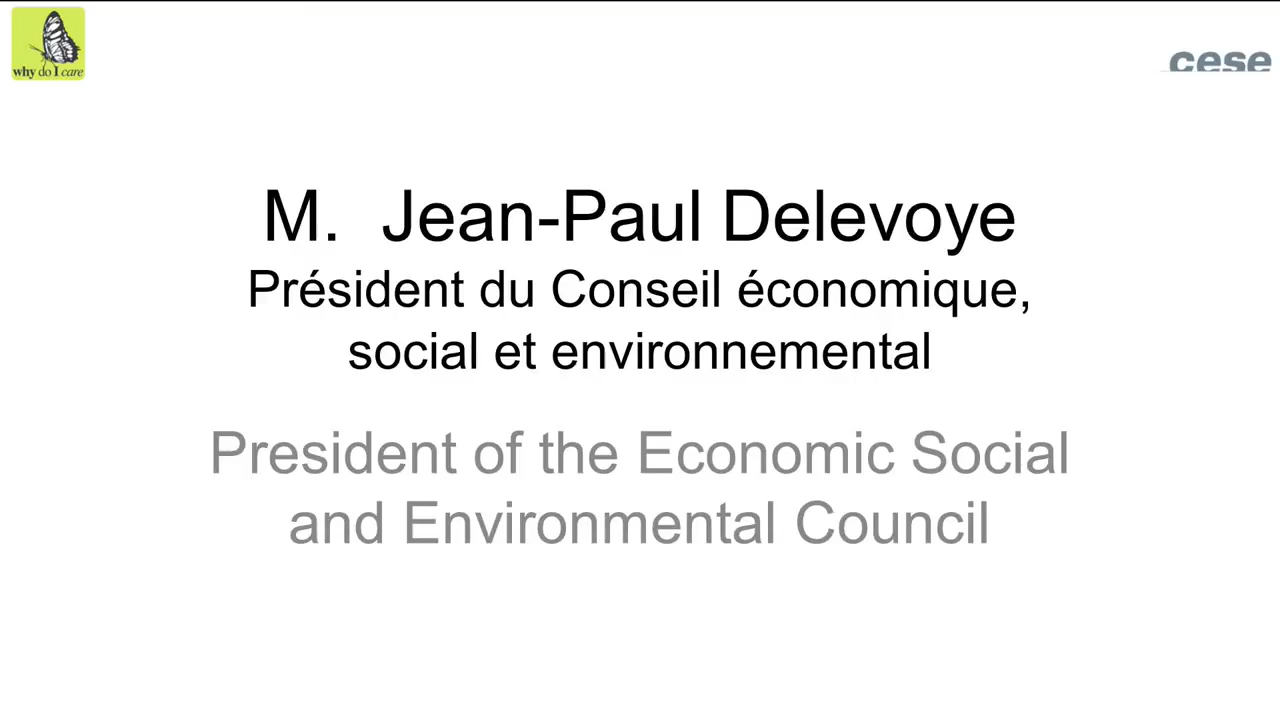 why do I care
cese
M. Jean-Paul Delevoye
Président du Conseil économique,
social et environnemental
President of the Economic Social
and Environmental Council